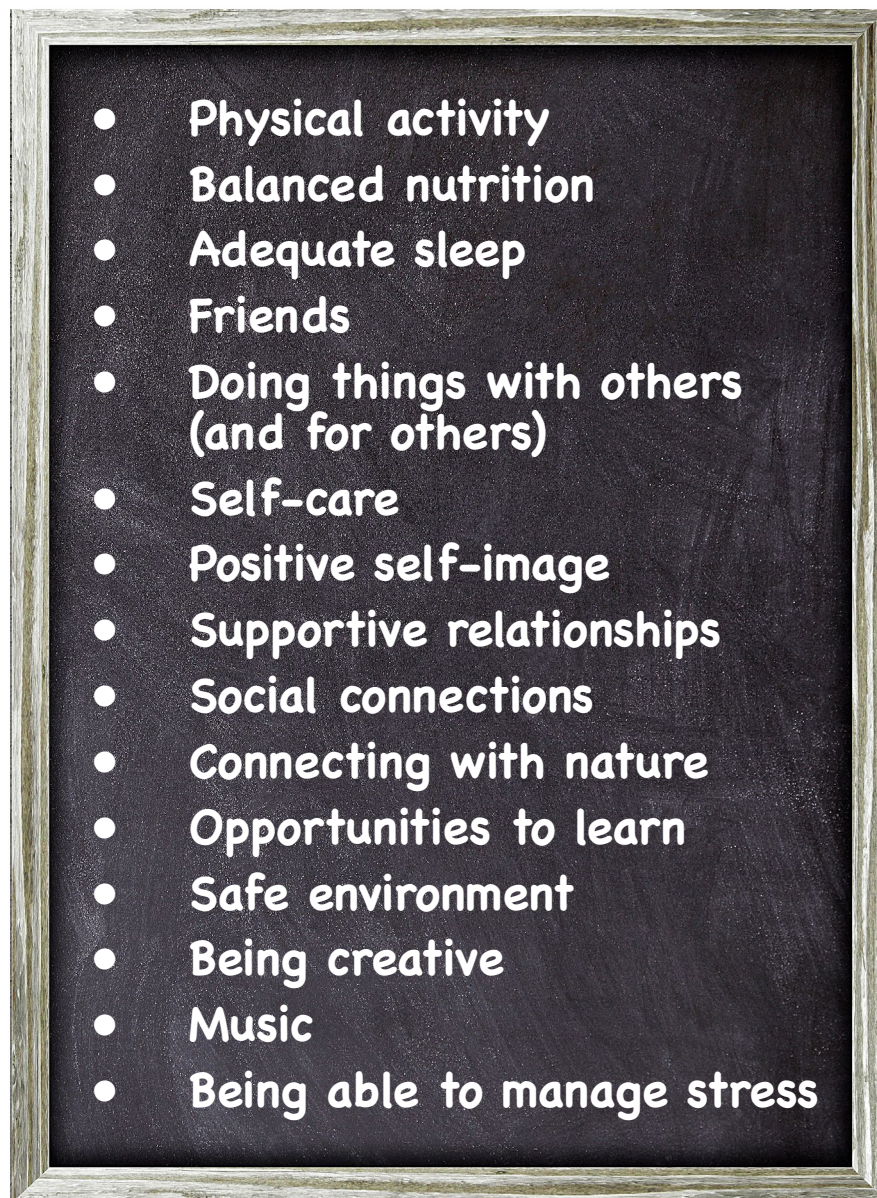 • Physical activity
• Balanced nutrition
• Adequate sleep
• Friends
• Doing things with others
(and for others)
• Self-care
• Positive self-image
• Supportive relationships
• Social connections
• Connecting with nature
• Opportunities to learn
• Safe environment
• Being creative
• Music
• Being able to manage stress